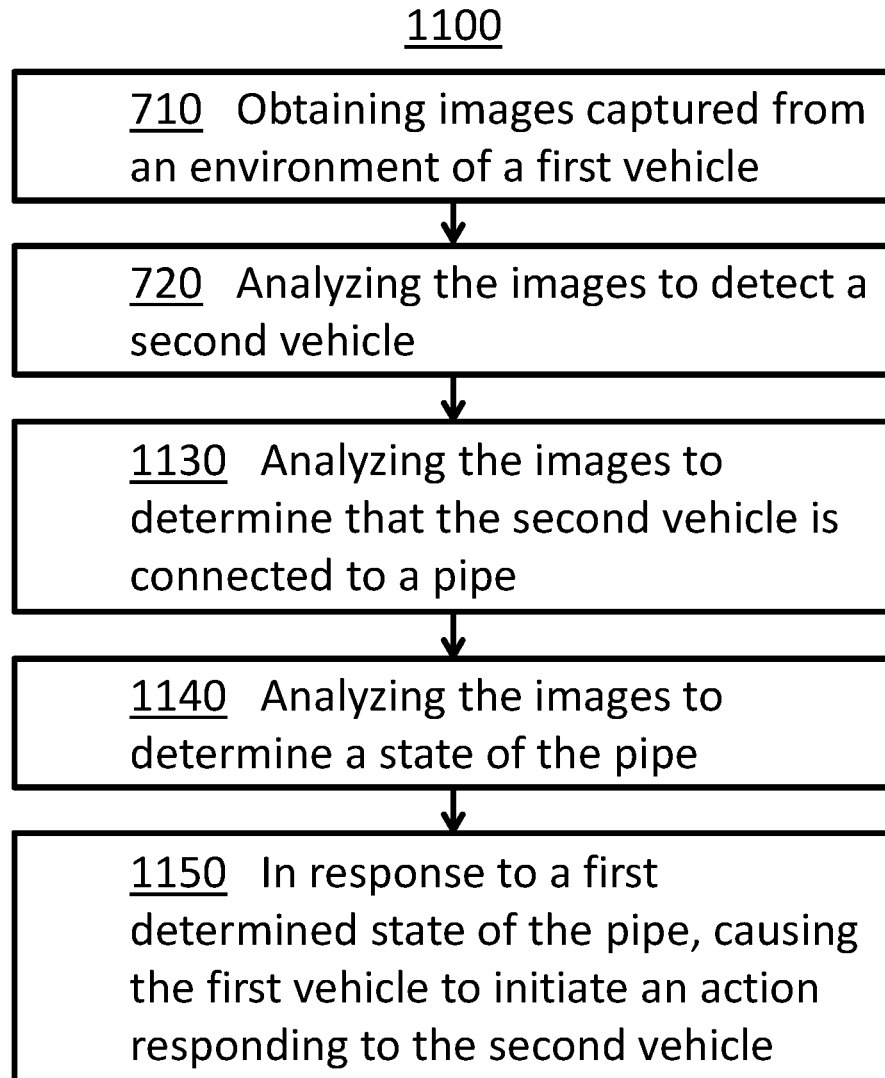 1100
710 Obtaining images captured from
an environment of a first vehicle
720 Analyzing the images to detect a
second vehicle
1130 Analyzing the images to
determine that the second vehicle is
connected to a pipe
1140 Analyzing the images to
determine a state of the pipe
1150 In response to a first
determined state of the pipe, causing
the first vehicle to initiate an action
responding to the second vehicle